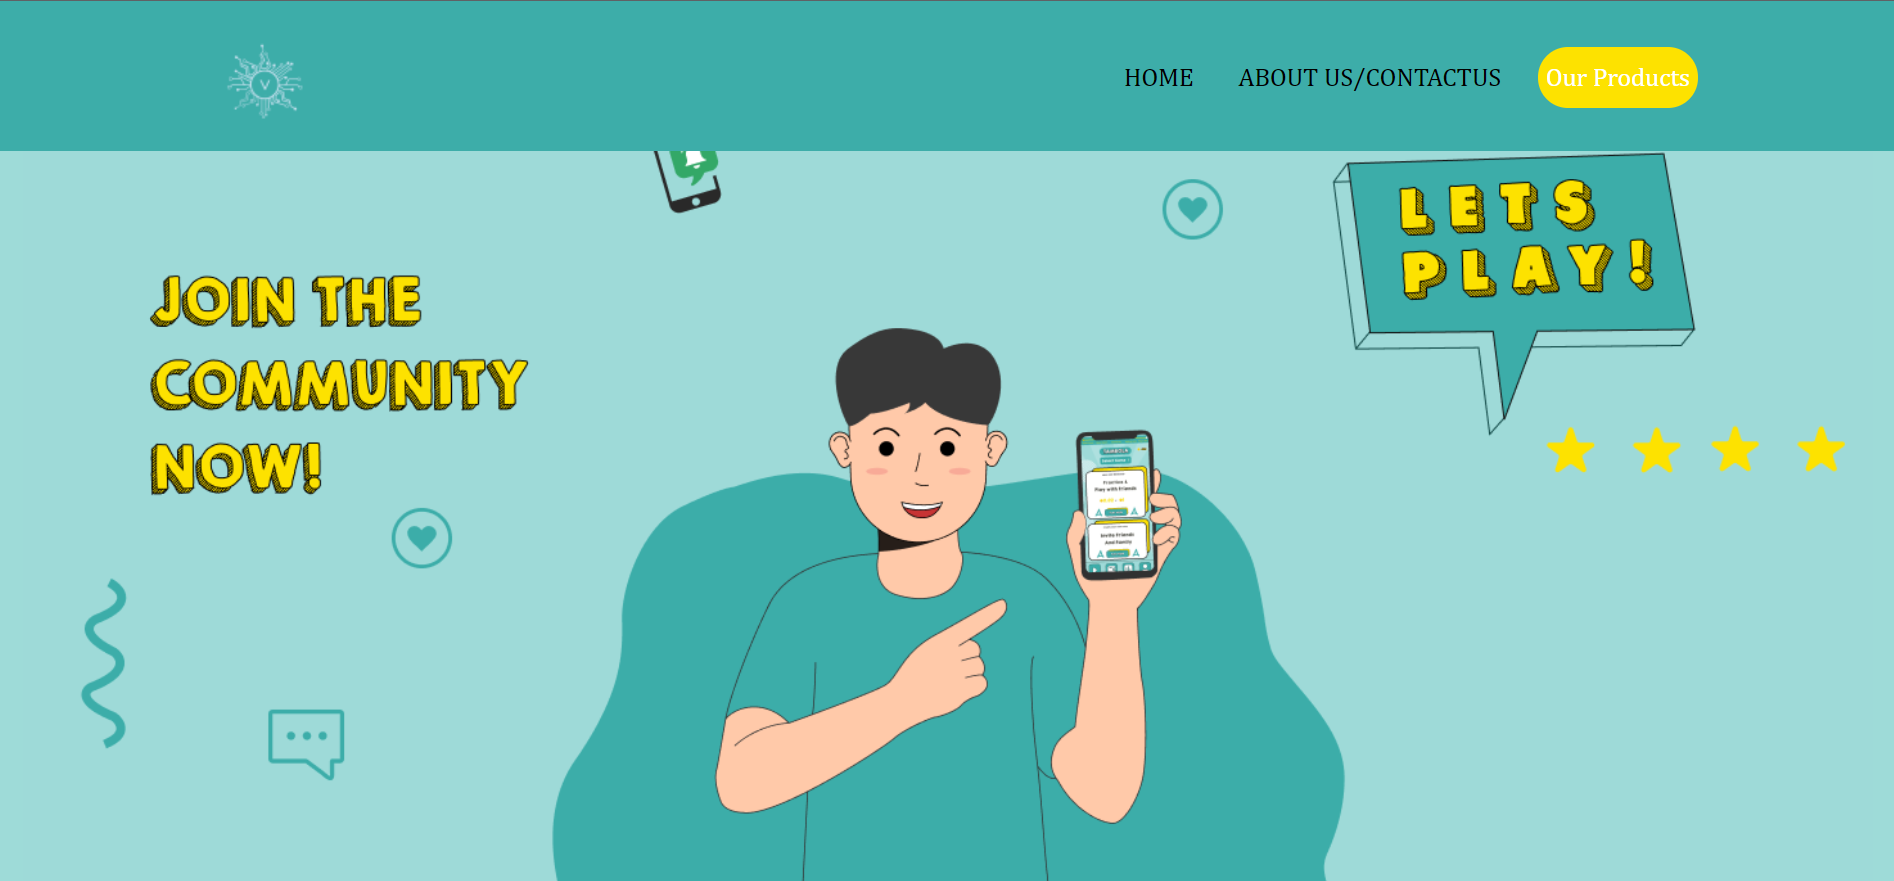 V
HOME
ABOUT US/CONTACTUS
Our Products
LETS
PLAY!
JOIN THE
COMMUNITY
NOW!
Play with Friends
Invite Friends
And Family